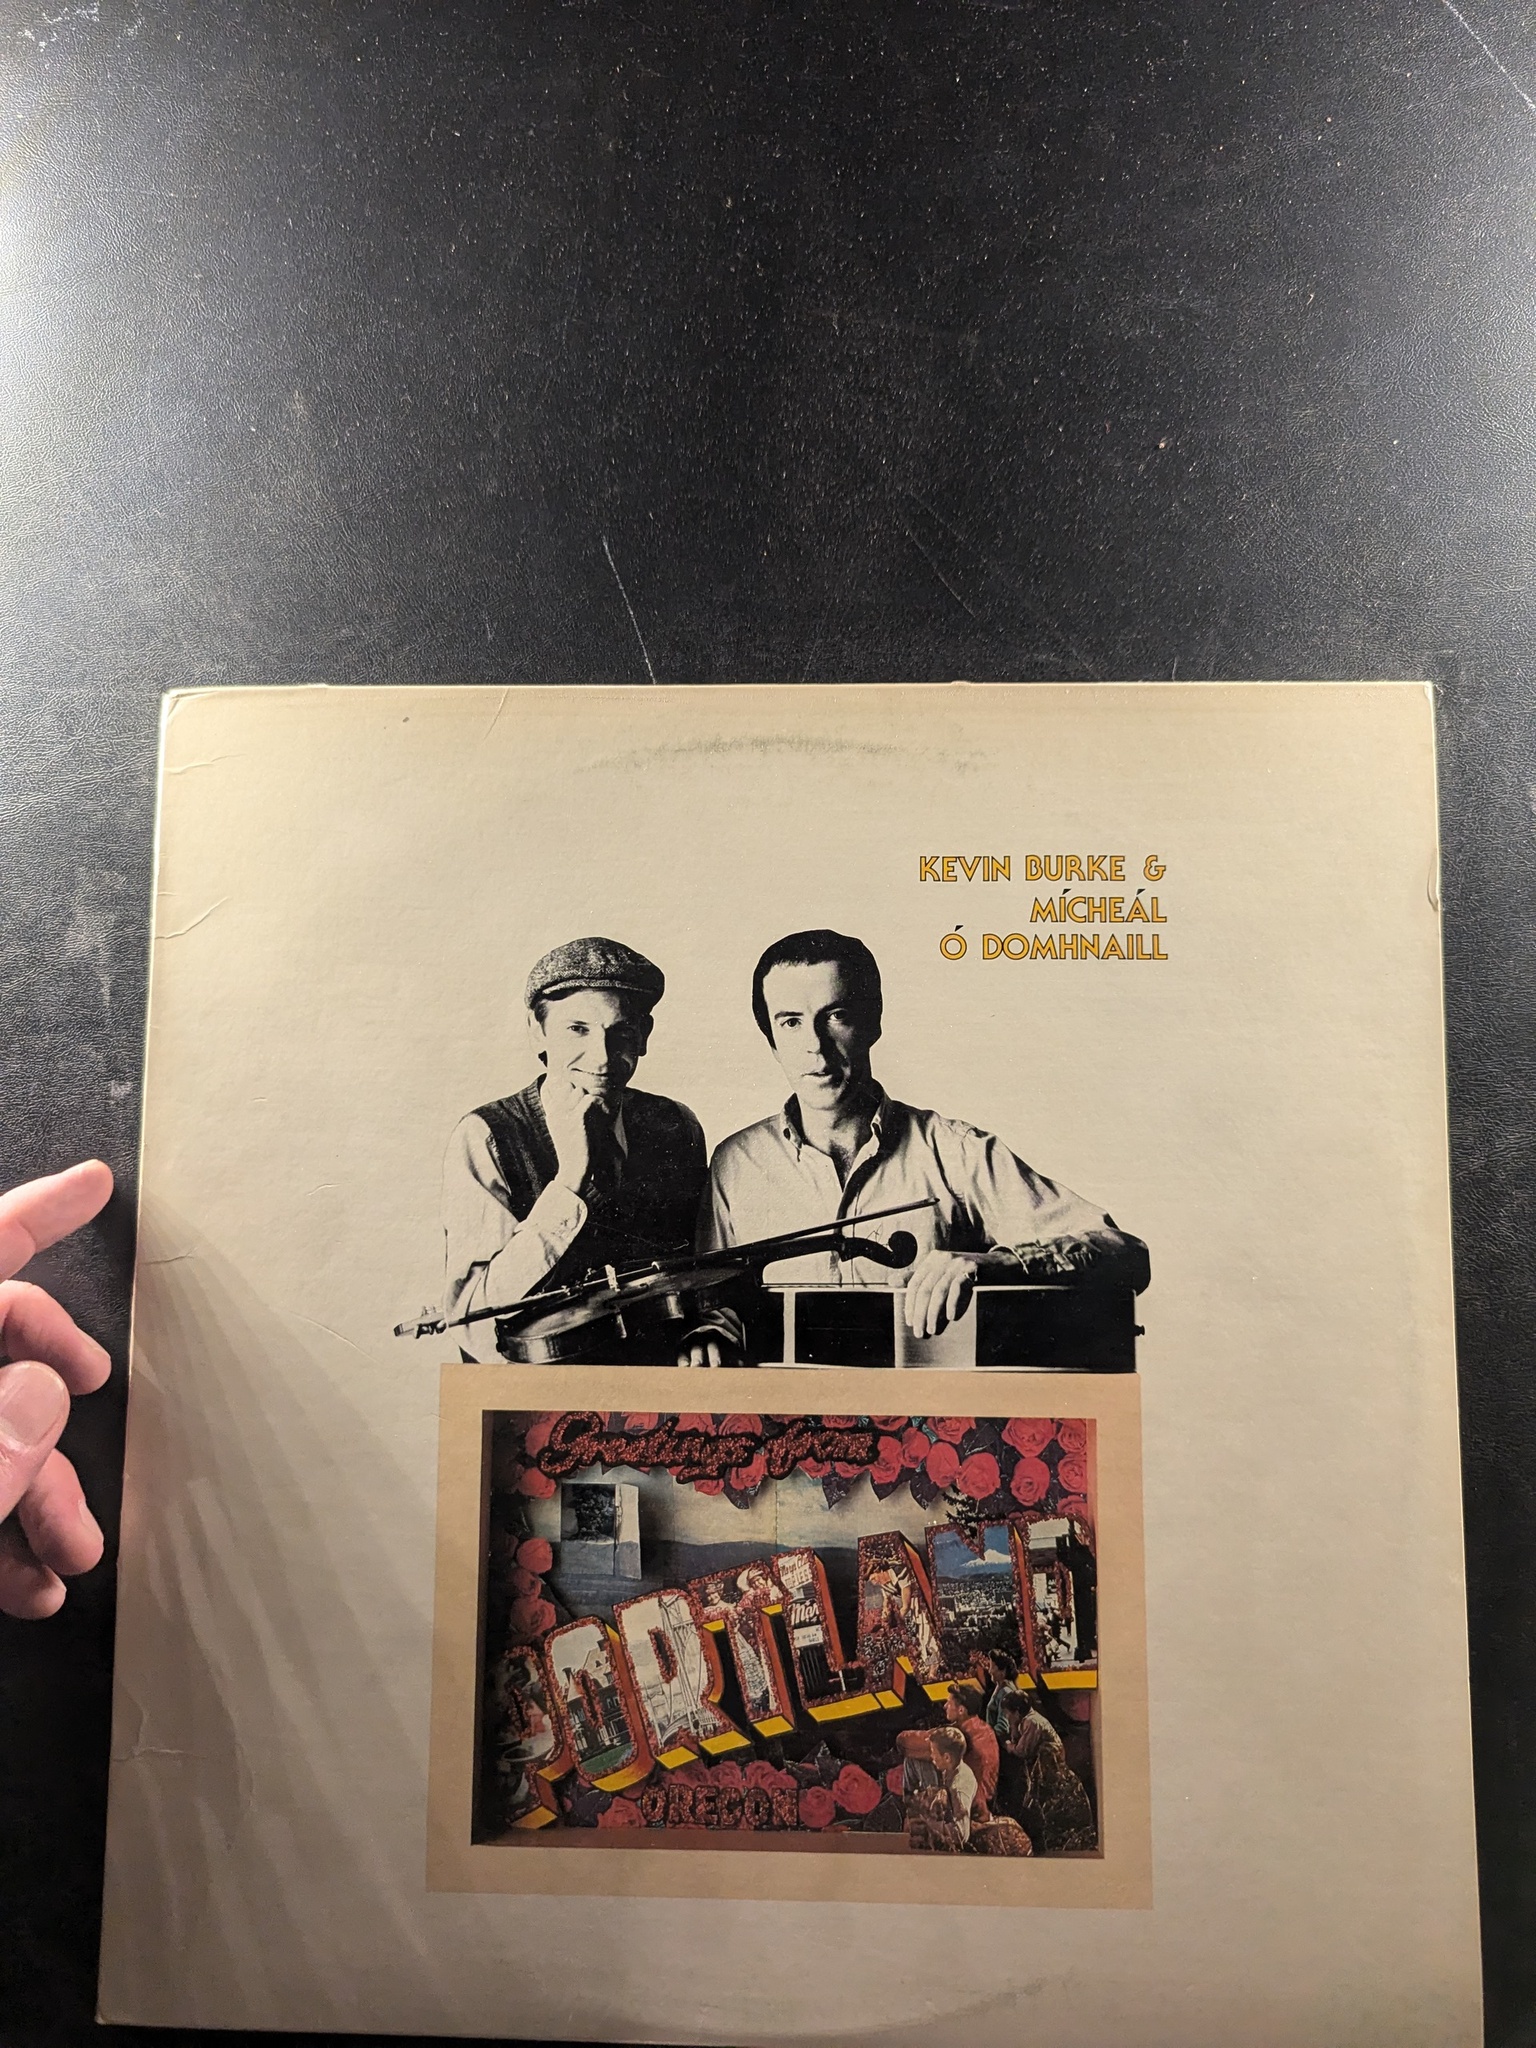 KEVIN BURKE &
MÍCHEÁL
Ó DOMHNAILL
Greetings from
PORTLAND
OREGON